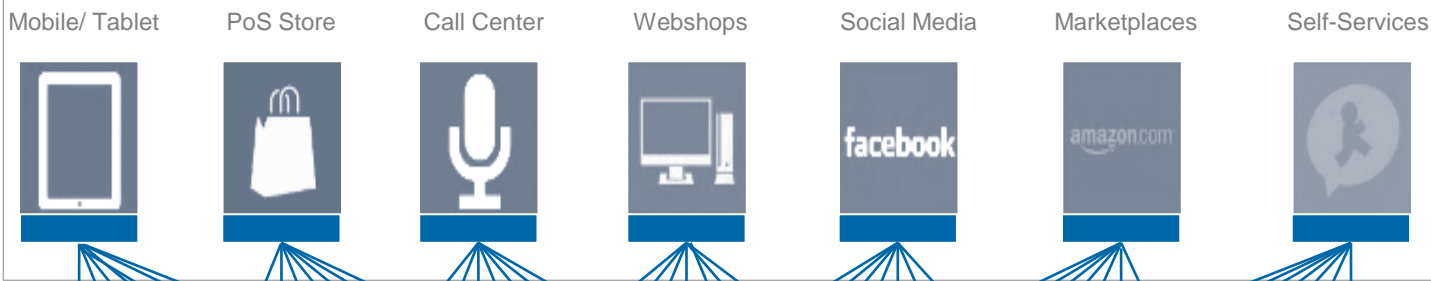 Mobile/ Tablet
PoS Store
Call Center
Webshops
Social Media
Marketplaces
Self-Services
facebook
amazon.com